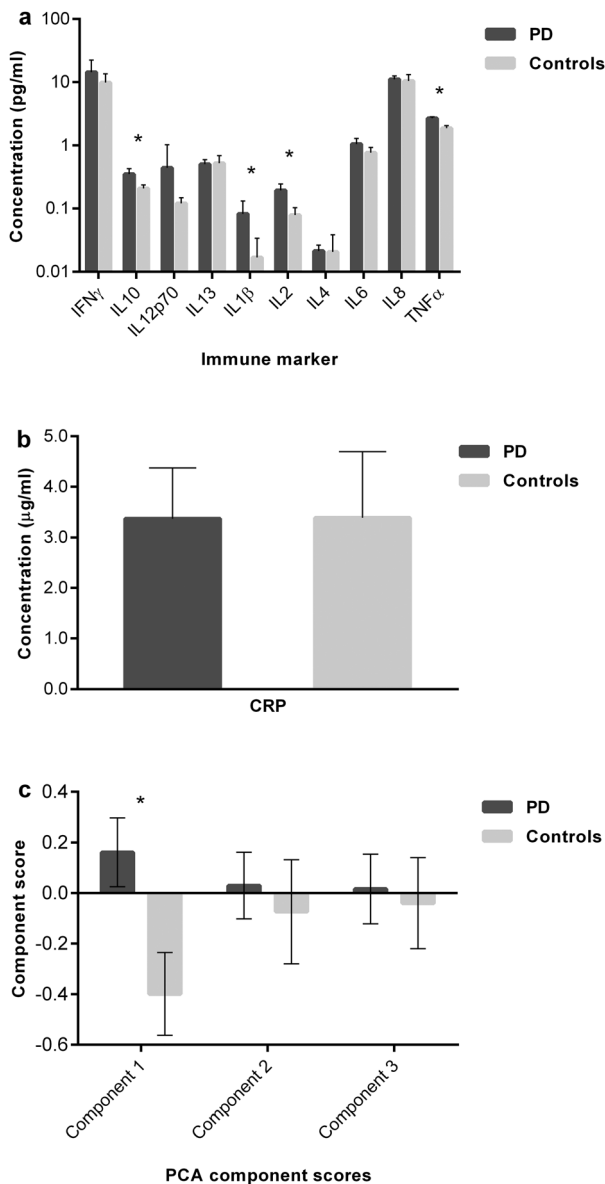 a
100
10
1
0.1
0.01
Concentration (pg/ml)
PD
Controls
*
*
*
*
IFNγ
IL10
IL12p70
IL13
IL1β
IL2
IL4
IL6
IL8
TNFα
Immune marker
b
5.0
4.0
3.0
2.0
1.0
0.0
Concentration (μg/ml)
PD
Controls
CRP
c
0.4
0.2
0.0
-0.2
-0.4
-0.6
Component score
*
PD
Controls
Component 1
Component 2
Component 3
PCA component scores